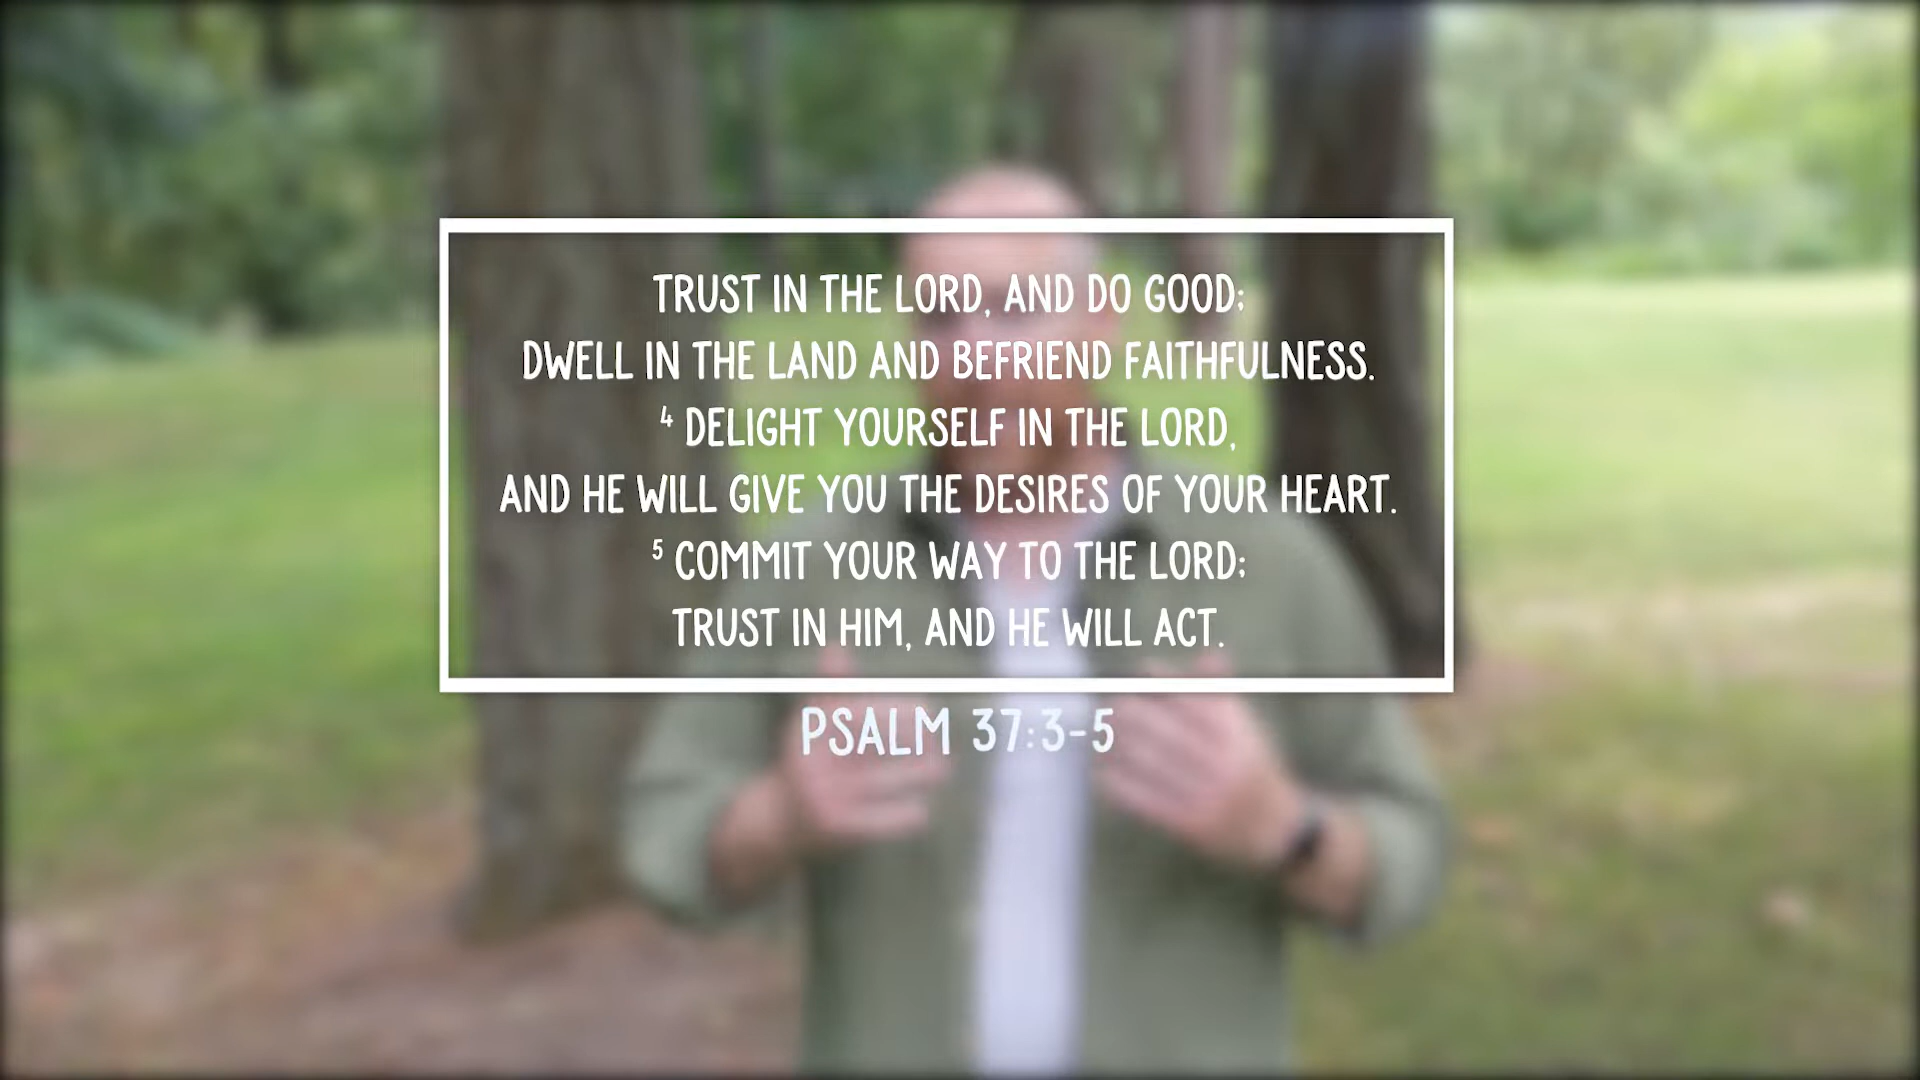 TRUST IN THE LORD, AND DO GOOD;
DWELL IN THE LAND AND BEFRIEND FAITHFULNESS.
⁴ DELIGHT YOURSELF IN THE LORD,
AND HE WILL GIVE YOU THE DESIRES OF YOUR HEART.
⁵ COMMIT YOUR WAY TO THE LORD;
TRUST IN HIM, AND HE WILL ACT.
PSALM 37:3-5